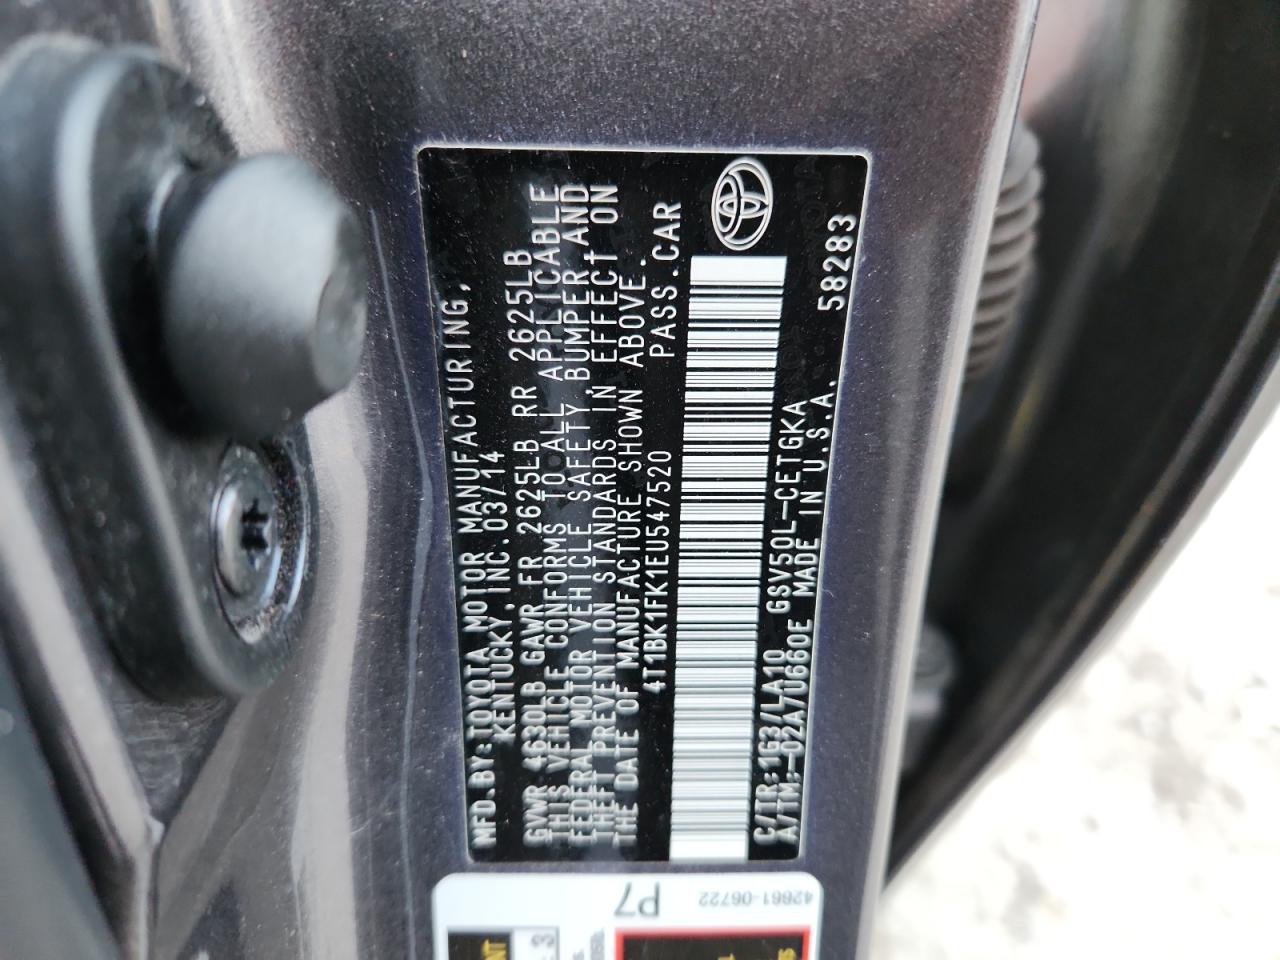 MFD.BY:TOYOTA MOTOR MANUFACTURING,
KENTUCKY, INC. 03/14
GVWR 4630LB GAWR FR 2625LB RR 2625LB
THIS VEHICLE CONFORMS TO ALL APPLICABLE
FEDERAL MOTOR VEHICLE SAFETY, BUMPER, AND
THEFT PREVENTION STANDARDS IN EFFECT ON
THE DATE OF MANUFACTURE SHOWN ABOVE.
4T1BK1FK1EU547520 PASS.CAR
C/TR:1G3/LA10 GSV50L-CETGKA
A/TM:-02A/U660E MADE IN U.S.A. 58283
P7
42661-06722